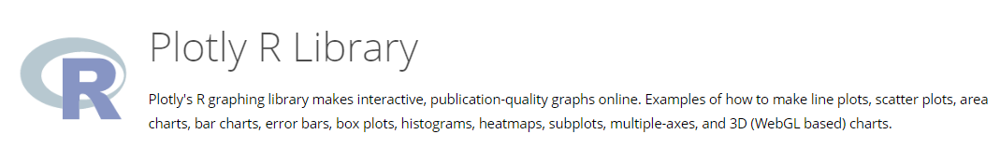 R
Plotly R Library
Plotly's R graphing library makes interactive, publication-quality graphs online. Examples of how to make line plots, scatter plots, area
charts, bar charts, error bars, box plots, histograms, heatmaps, subplots, multiple-axes, and 3D (WebGL based) charts.